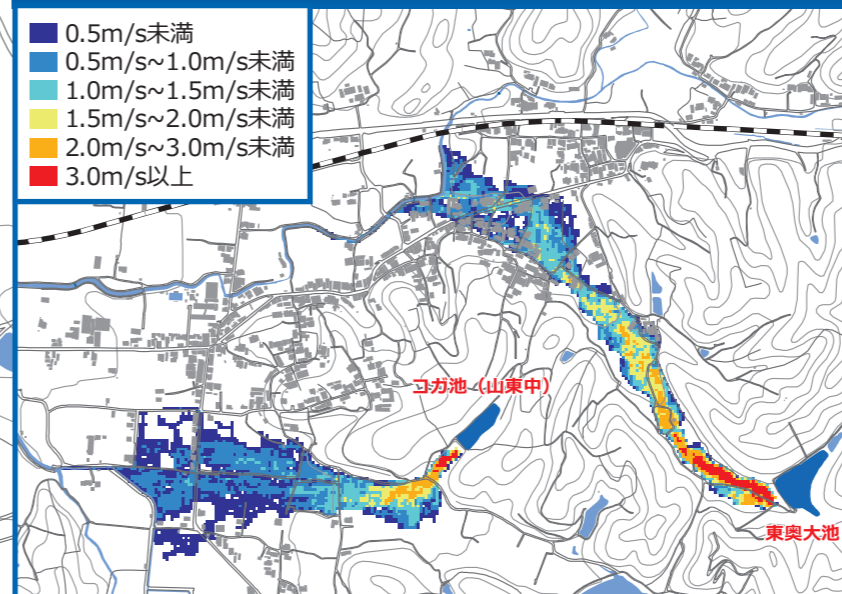 0.5m/s未満
0.5m/s~1.0m/s未満
1.0m/s~1.5m/s未満
1.5m/s~2.0m/s未満
2.0m/s~3.0m/s未満
3.0m/s以上
コガ池（山東中）
東奥大池